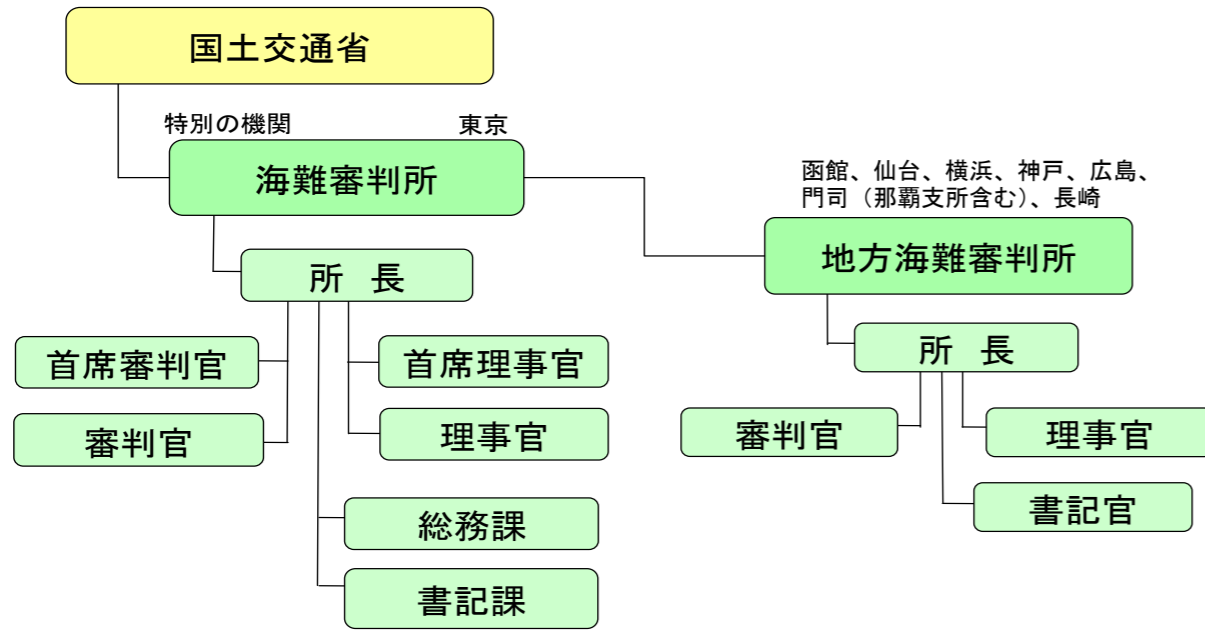 国土交通省
特別の機関
東京
海難審判所
函館、仙台、横浜、神戸、広島、
門司（那覇支所含む）、長崎
地方海難審判所
所 長
首席審判官
首席理事官
審判官
理事官
総務課
書記課
所 長
審判官
理事官
書記官